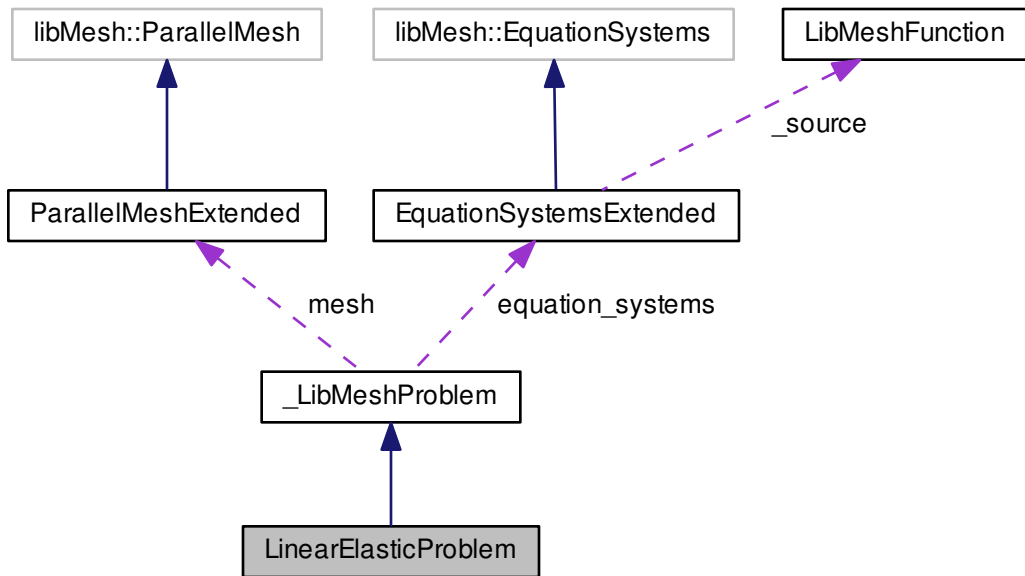 libMesh::ParallelMesh
libMesh::EquationSystems
LibMeshFunction
_source
ParallelMeshExtended
EquationSystemsExtended
mesh
equation_systems
_LibMeshProblem
LinearElasticProblem